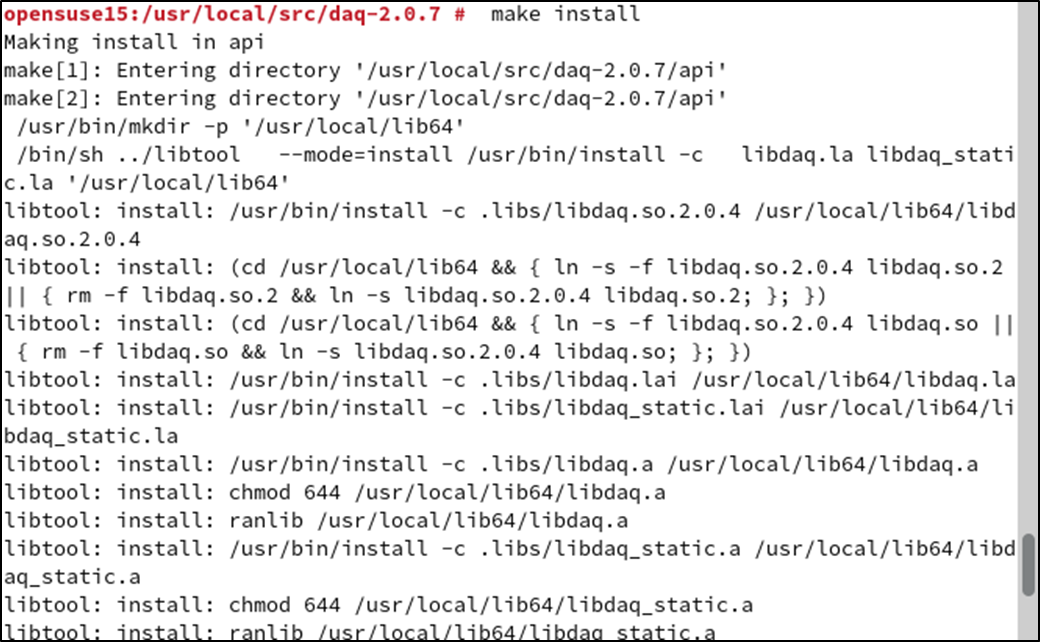 opensuse15:/usr/local/src/daq-2.0.7 #  make install
Making install in api
make[1]: Entering directory '/usr/local/src/daq-2.0.7/api'
make[2]: Entering directory '/usr/local/src/daq-2.0.7/api'
 /usr/bin/mkdir -p '/usr/local/lib64'
 /bin/sh ../libtool   --mode=install /usr/bin/install -c   libdaq.la libdaq_stati
c.la '/usr/local/lib64'
libtool: install: /usr/bin/install -c .libs/libdaq.so.2.0.4 /usr/local/lib64/libd
aq.so.2.0.4
libtool: install: (cd /usr/local/lib64 && { ln -s -f libdaq.so.2.0.4 libdaq.so.2
|| { rm -f libdaq.so.2 && ln -s libdaq.so.2.0.4 libdaq.so.2; }; })
libtool: install: (cd /usr/local/lib64 && { ln -s -f libdaq.so.2.0.4 libdaq.so ||
 { rm -f libdaq.so && ln -s libdaq.so.2.0.4 libdaq.so; }; })
libtool: install: /usr/bin/install -c .libs/libdaq.lai /usr/local/lib64/libdaq.la
libtool: install: /usr/bin/install -c .libs/libdaq_static.lai /usr/local/lib64/li
bdaq_static.la
libtool: install: /usr/bin/install -c .libs/libdaq.a /usr/local/lib64/libdaq.a
libtool: install: chmod 644 /usr/local/lib64/libdaq.a
libtool: install: ranlib /usr/local/lib64/libdaq.a
libtool: install: /usr/bin/install -c .libs/libdaq_static.a /usr/local/lib64/libd
aq_static.a
libtool: install: chmod 644 /usr/local/lib64/libdaq_static.a
libtool: install: ranlib /usr/local/lib64/libdaq_static.a